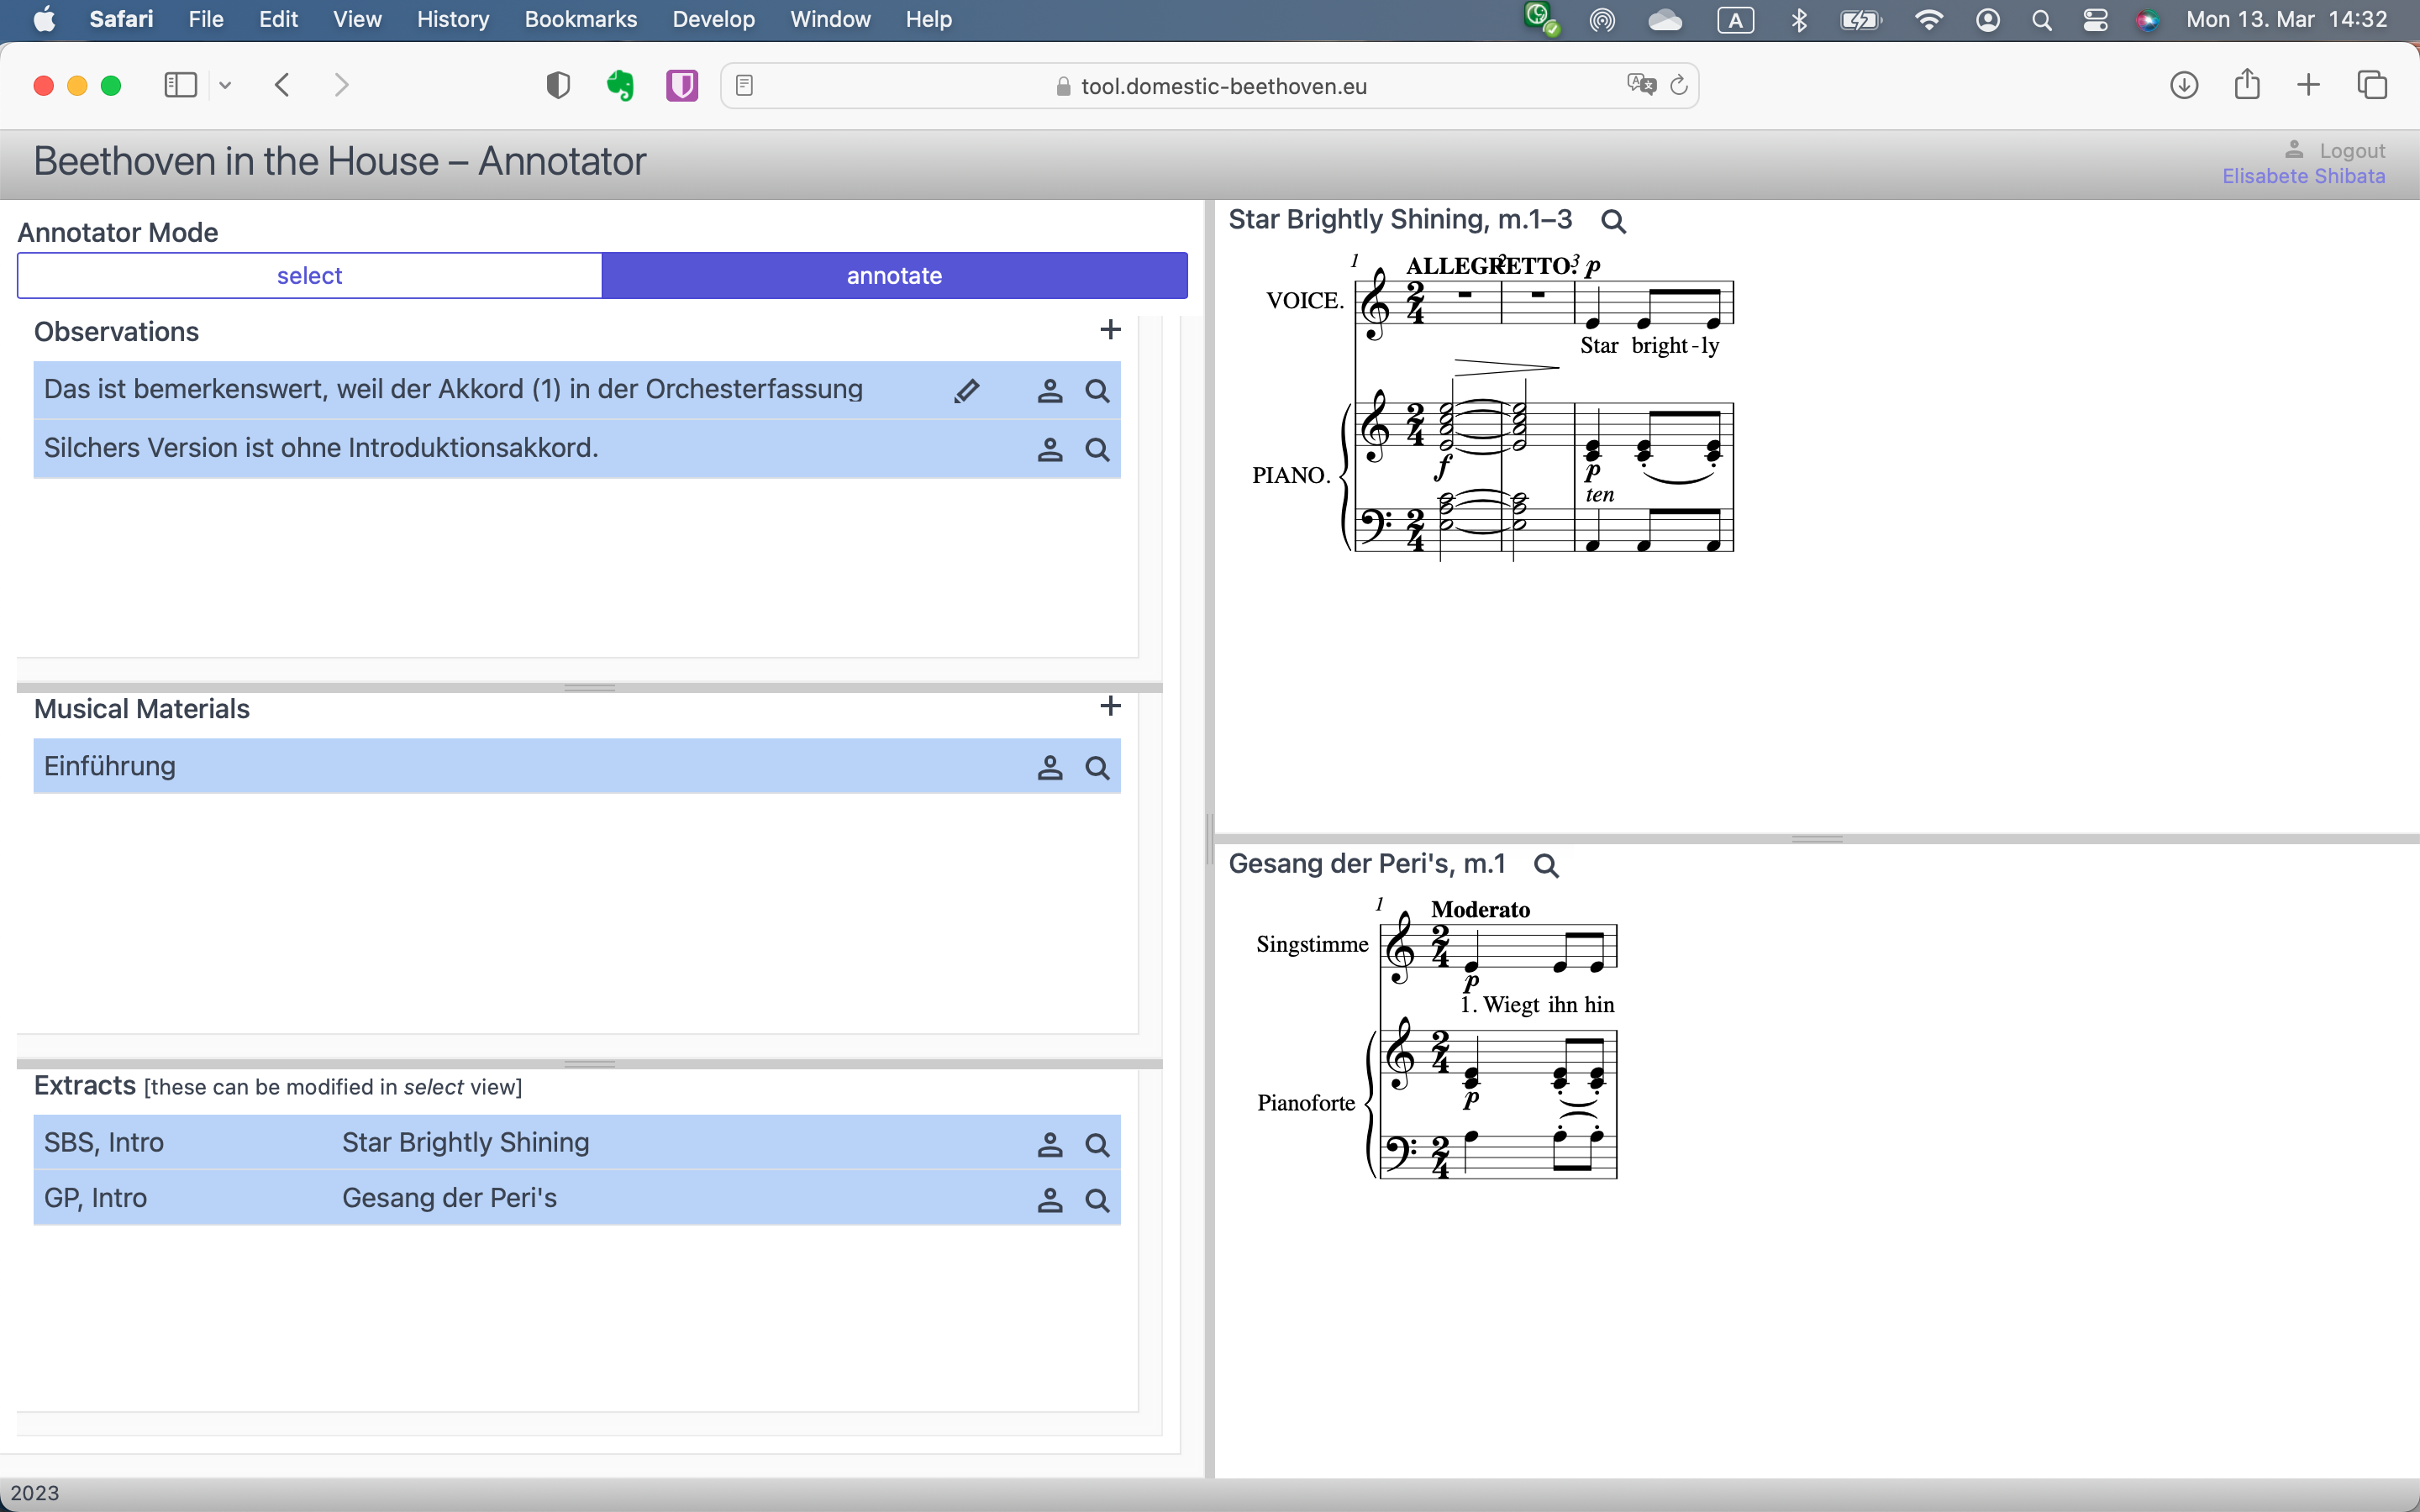 Safari File Edit View History Bookmarks Develop Window Help A Mon 13. Mar 14:32
tool.domestic-beethoven.eu
Beethoven in the House – Annotator
Logout
Elisabete Shibata
Annotator Mode
select annotate
Observations
Das ist bemerkenswert, weil der Akkord (1) in der Orchesterfassung
Silchers Version ist ohne Introduktionsakkord.
Musical Materials
Einführung
Extracts [these can be modified in select view]
SBS, Intro Star Brightly Shining
GP, Intro Gesang der Peri's
Star Brightly Shining, m.1–3
1 ALLEGRETTO. 2 3 p
VOICE.
Star bright-ly
PIANO.
f p
ten
Gesang der Peri's, m.1
1 Moderato
Singstimme
p
1. Wiegt ihn hin
Pianoforte
p
2023